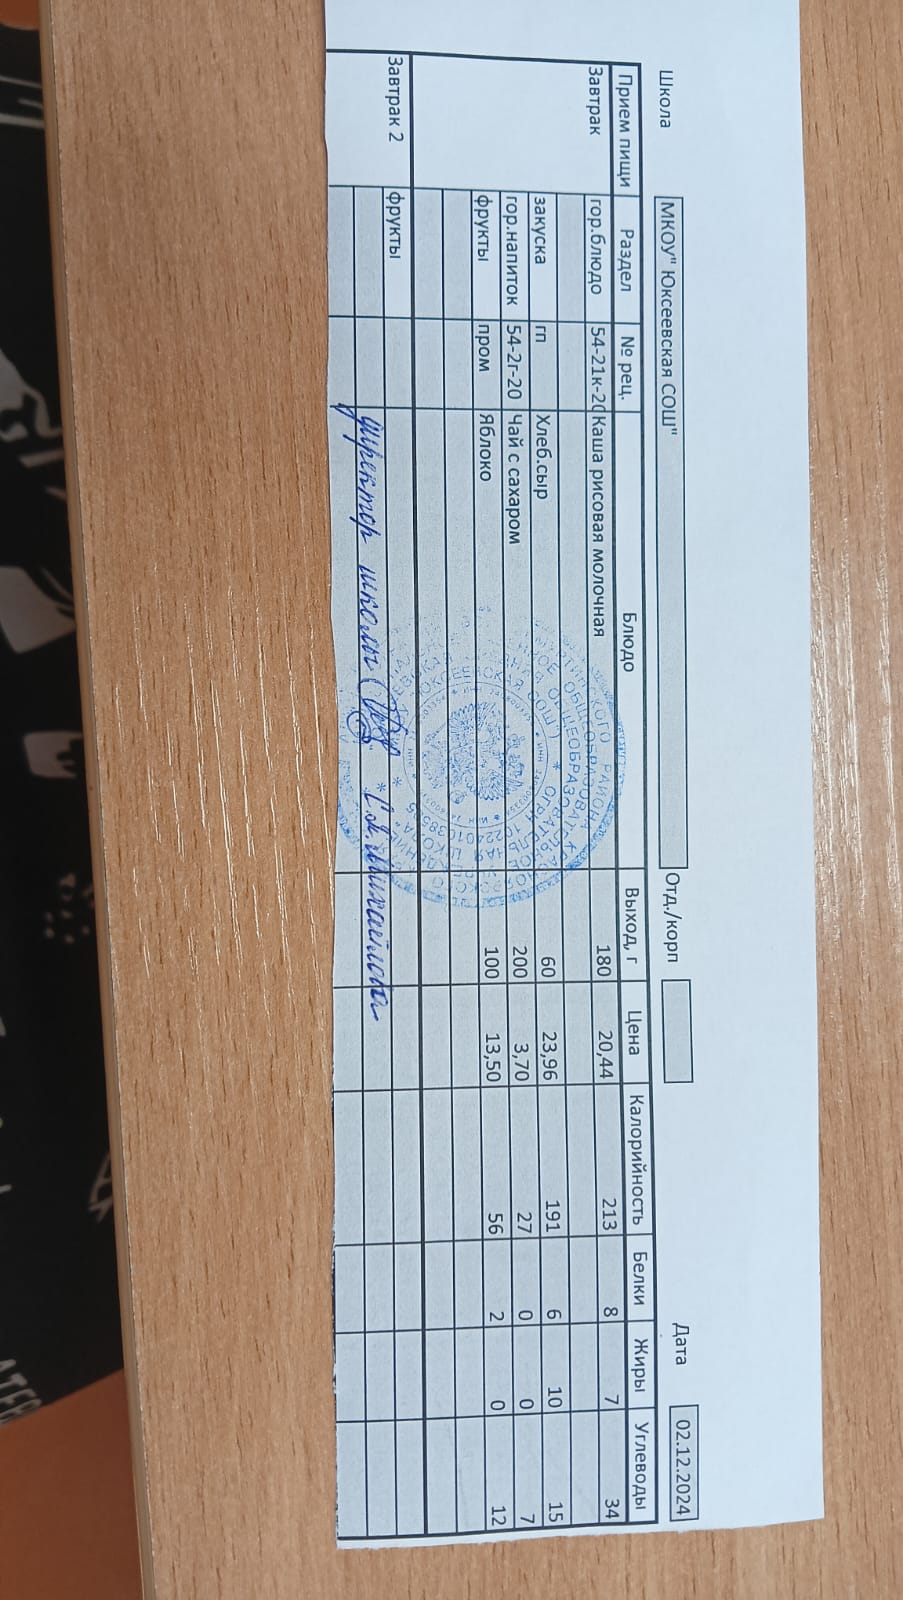 Школа МКОУ" Юксеевская СОШ" Отд./корп Дата 02.12.2024
Прием пищи Раздел № рец. Блюдо Выход, г Цена Калорийность Белки Жиры Углеводы
Завтрак гор.блюдо 54-21к-20 Каша рисовая молочная 180 20,44 213 8 7 34
закуска гп Хлеб.сыр 60 23,96 191 6 10 15
гор.напиток 54-2г-20 Чай с сахаром 200 3,70 27 0 0 7
фрукты пром Яблоко 100 13,50 56 2 0 12
Завтрак 2 фрукты
директор школы